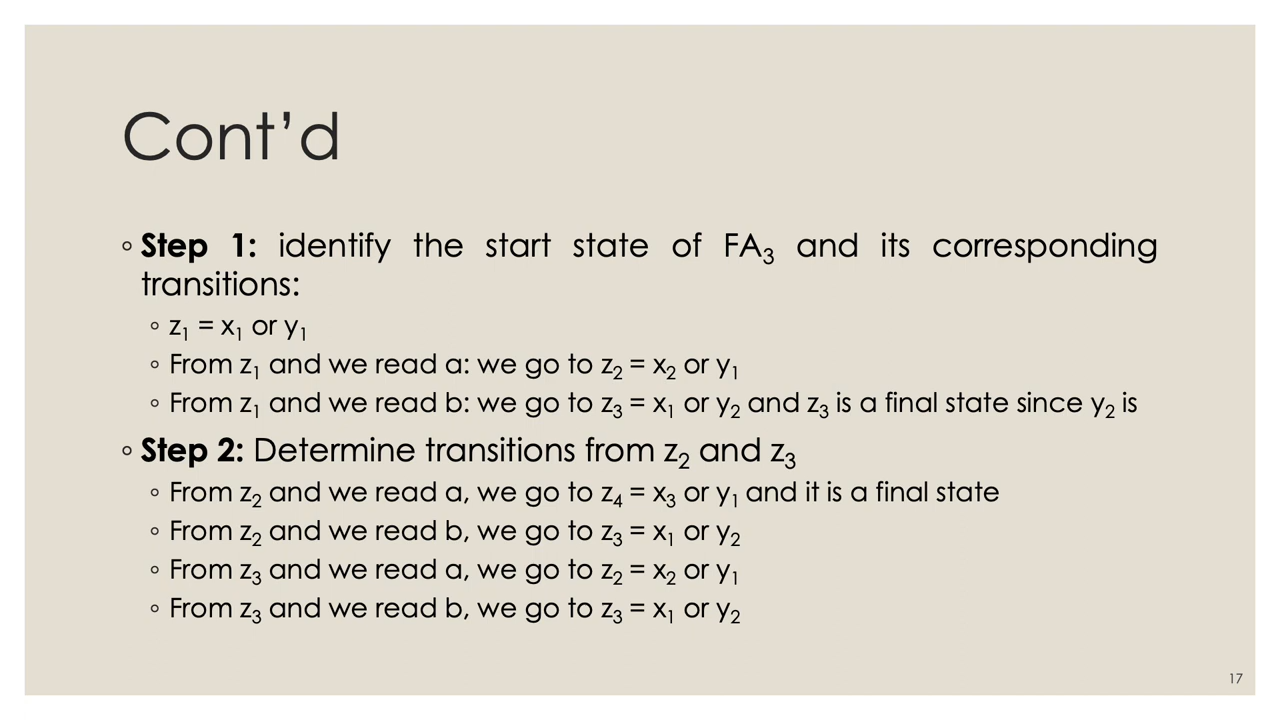 Cont’d
◦ Step 1: identify the start state of FA₃ and its corresponding
transitions:
◦ z₁ = x₁ or y₁
◦ From z₁ and we read a: we go to z₂ = x₂ or y₁
◦ From z₁ and we read b: we go to z₃ = x₁ or y₂ and z₃ is a final state since y₂ is
◦ Step 2: Determine transitions from z₂ and z₃
◦ From z₂ and we read a, we go to z₄ = x₃ or y₁ and it is a final state
◦ From z₂ and we read b, we go to z₃ = x₁ or y₂
◦ From z₃ and we read a, we go to z₂ = x₂ or y₁
◦ From z₃ and we read b, we go to z₃ = x₁ or y₂
17